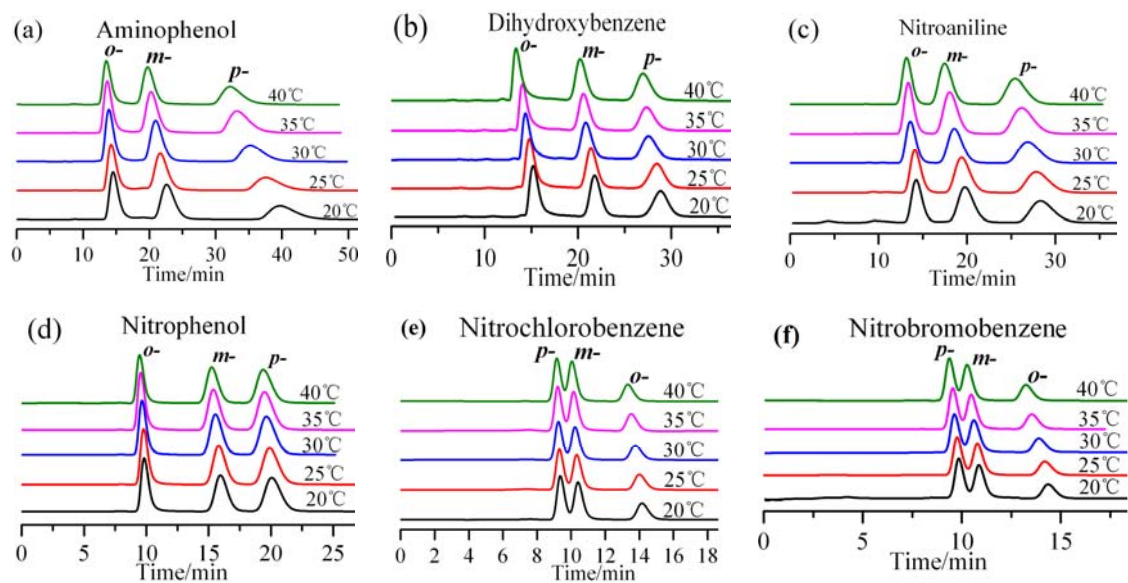 (a) Aminophenol
o- m- p-
40℃
35℃
30℃
25℃
20℃
0 10 20 30 40 50
Time/min
(b) Dihydroxybenzene
o- m- p-
40℃
35℃
30℃
25℃
20℃
0 10 20 30
Time/min
(c) Nitroaniline
o- m- p-
40℃
35℃
30℃
25℃
20℃
0 10 20 30
Time/min
(d) Nitrophenol
o- m- p-
40℃
35℃
30℃
25℃
20℃
0 5 10 15 20 25
Time/min
(e) Nitrochlorobenzene
p- m- o-
40℃
35℃
30℃
25℃
20℃
0 2 4 6 8 10 12 14 16 18
Time/min
(f) Nitrobromobenzene
p- m- o-
40℃
35℃
30℃
25℃
20℃
0 5 10 15
Time/min